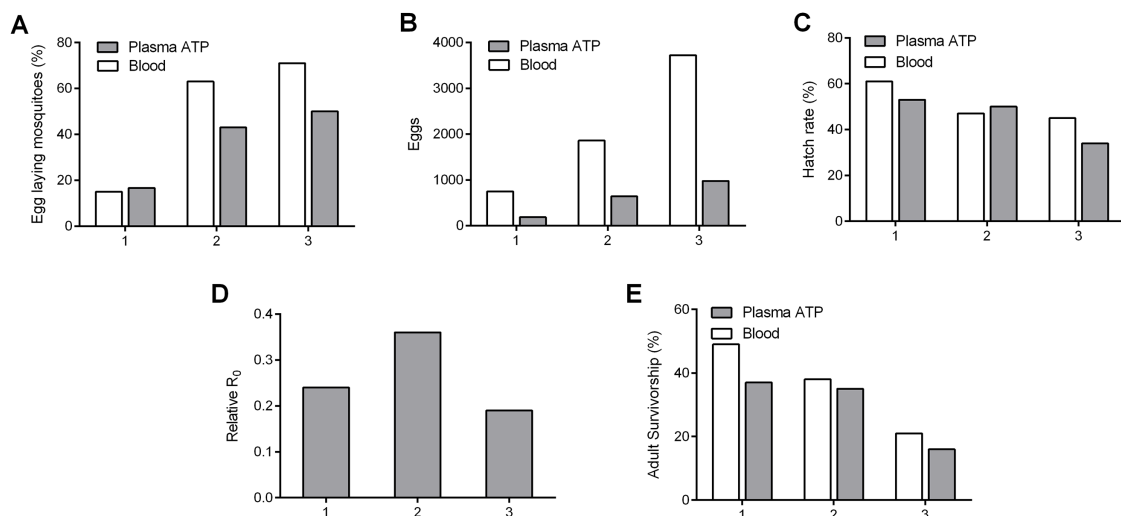 A
Egg laying mosquitoes (%)
80
60
40
20
0
Plasma ATP
Blood
1 2 3
B
Eggs
4000
3000
2000
1000
0
Plasma ATP
Blood
1 2 3
C
Hatch rate (%)
80
60
40
20
0
Plasma ATP
Blood
1 2 3
D
Relative R0
0.4
0.3
0.2
0.1
0.0
1 2 3
E
Adult Survivorship (%)
60
40
20
0
Plasma ATP
Blood
1 2 3